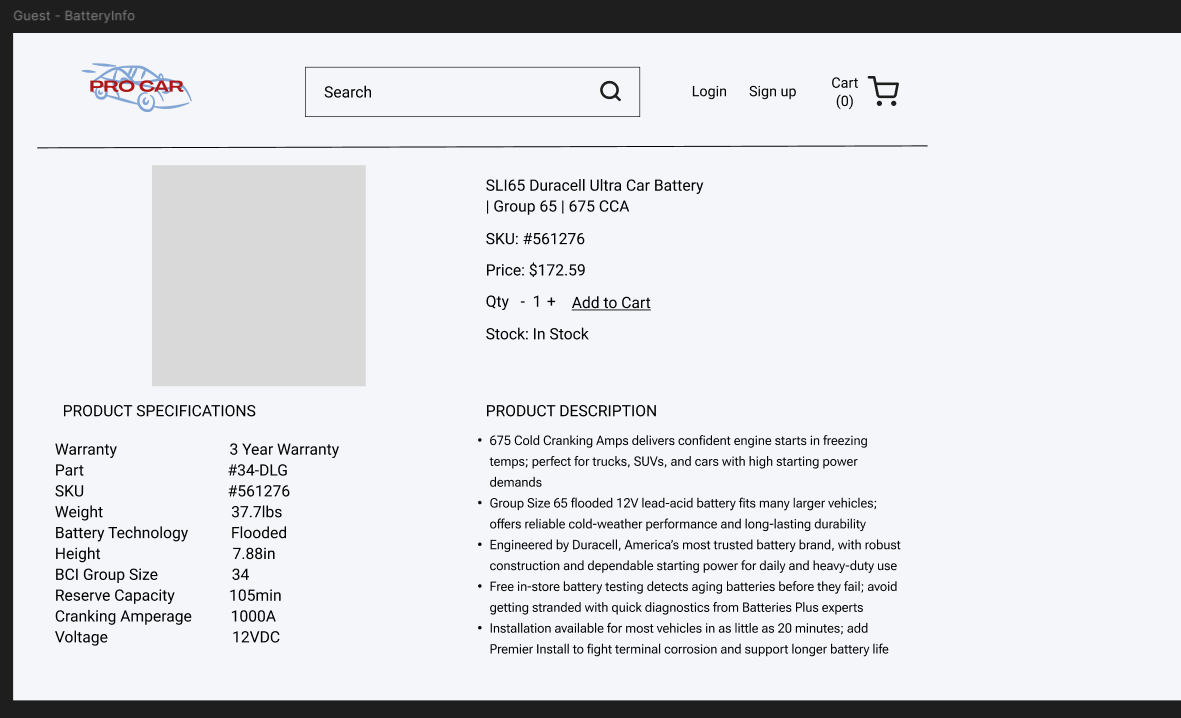 Guest - BatteryInfo
PRO CAR
Search
Login
Sign up
Cart
(0)
SLI65 Duracell Ultra Car Battery
| Group 65 | 675 CCA
SKU: #561276
Price: $172.59
Qty - 1 + Add to Cart
Stock: In Stock
PRODUCT SPECIFICATIONS
Warranty 3 Year Warranty
Part #34-DLG
SKU #561276
Weight 37.7lbs
Battery Technology Flooded
Height 7.88in
BCI Group Size 34
Reserve Capacity 105min
Cranking Amperage 1000A
Voltage 12VDC
PRODUCT DESCRIPTION
• 675 Cold Cranking Amps delivers confident engine starts in freezing
temps; perfect for trucks, SUVs, and cars with high starting power
demands
• Group Size 65 flooded 12V lead-acid battery fits many larger vehicles;
offers reliable cold-weather performance and long-lasting durability
• Engineered by Duracell, America’s most trusted battery brand, with robust
construction and dependable starting power for daily and heavy-duty use
• Free in-store battery testing detects aging batteries before they fail; avoid
getting stranded with quick diagnostics from Batteries Plus experts
• Installation available for most vehicles in as little as 20 minutes; add
Premier Install to fight terminal corrosion and support longer battery life